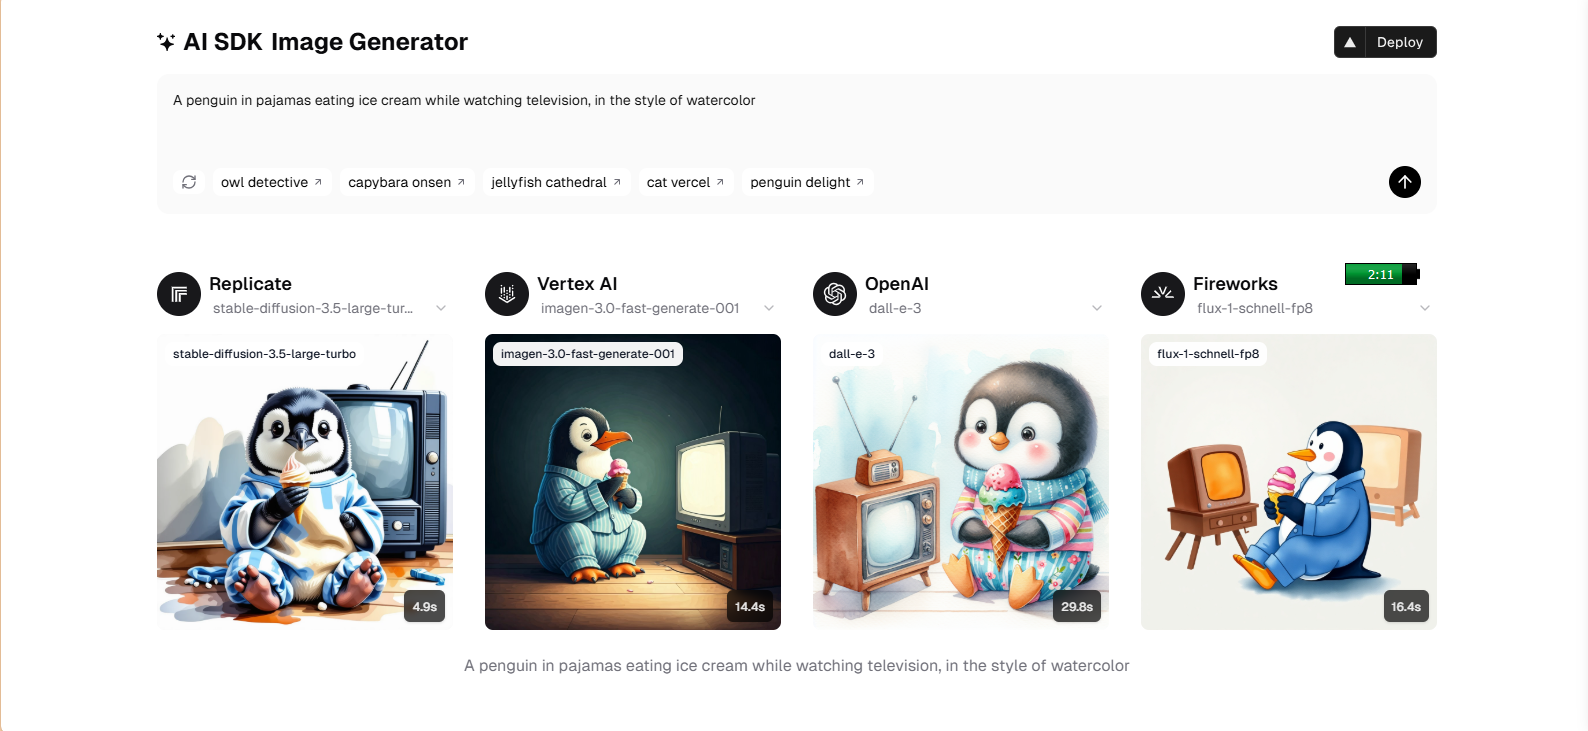 AI SDK Image Generator
Deploy
A penguin in pajamas eating ice cream while watching television, in the style of watercolor
owl detective
capybara onsen
jellyfish cathedral
cat vercel
penguin delight
Replicate
stable-diffusion-3.5-large-tur...
Vertex AI
imagen-3.0-fast-generate-001
OpenAI
dall-e-3
Fireworks
flux-1-schnell-fp8
2:11
stable-diffusion-3.5-large-turbo
imagen-3.0-fast-generate-001
dall-e-3
flux-1-schnell-fp8
4.9s
14.4s
29.8s
16.4s
A penguin in pajamas eating ice cream while watching television, in the style of watercolor